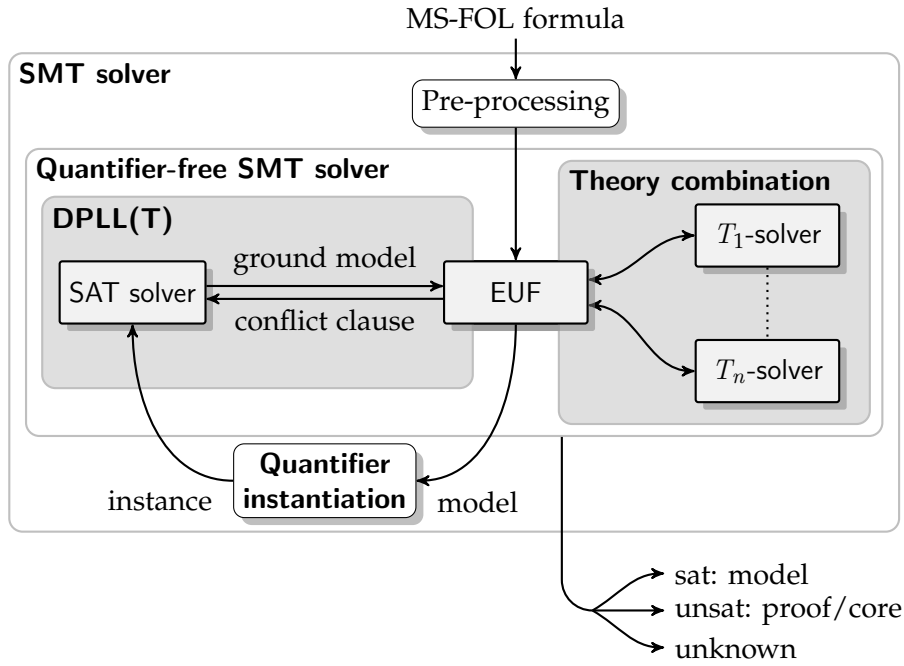 MS-FOL formula
SMT solver
Pre-processing
Quantifier-free SMT solver
Theory combination
DPLL(T)
T₁-solver
ground model
SAT solver
EUF
conflict clause
Tₙ-solver
Quantifier
instantiation
instance
model
sat: model
unsat: proof/core
unknown